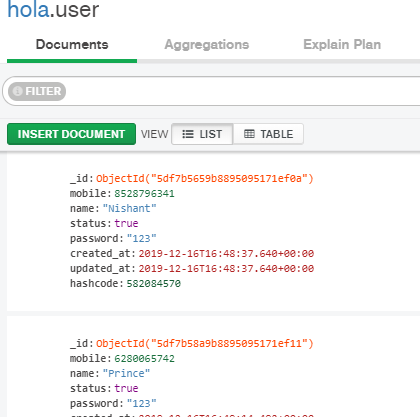 hola.user
Documents Aggregations Explain Plan
FILTER
INSERT DOCUMENT VIEW LIST TABLE
_id: ObjectId("5df7b5659b8895095171ef0a")
mobile: 8528796341
name: "Nishant"
status: true
password: "123"
created_at: 2019-12-16T16:48:37.640+00:00
updated_at: 2019-12-16T16:48:37.640+00:00
hashcode: 582084570
_id: ObjectId("5df7b58a9b8895095171ef11")
mobile: 6280065742
name: "Prince"
status: true
password: "123"